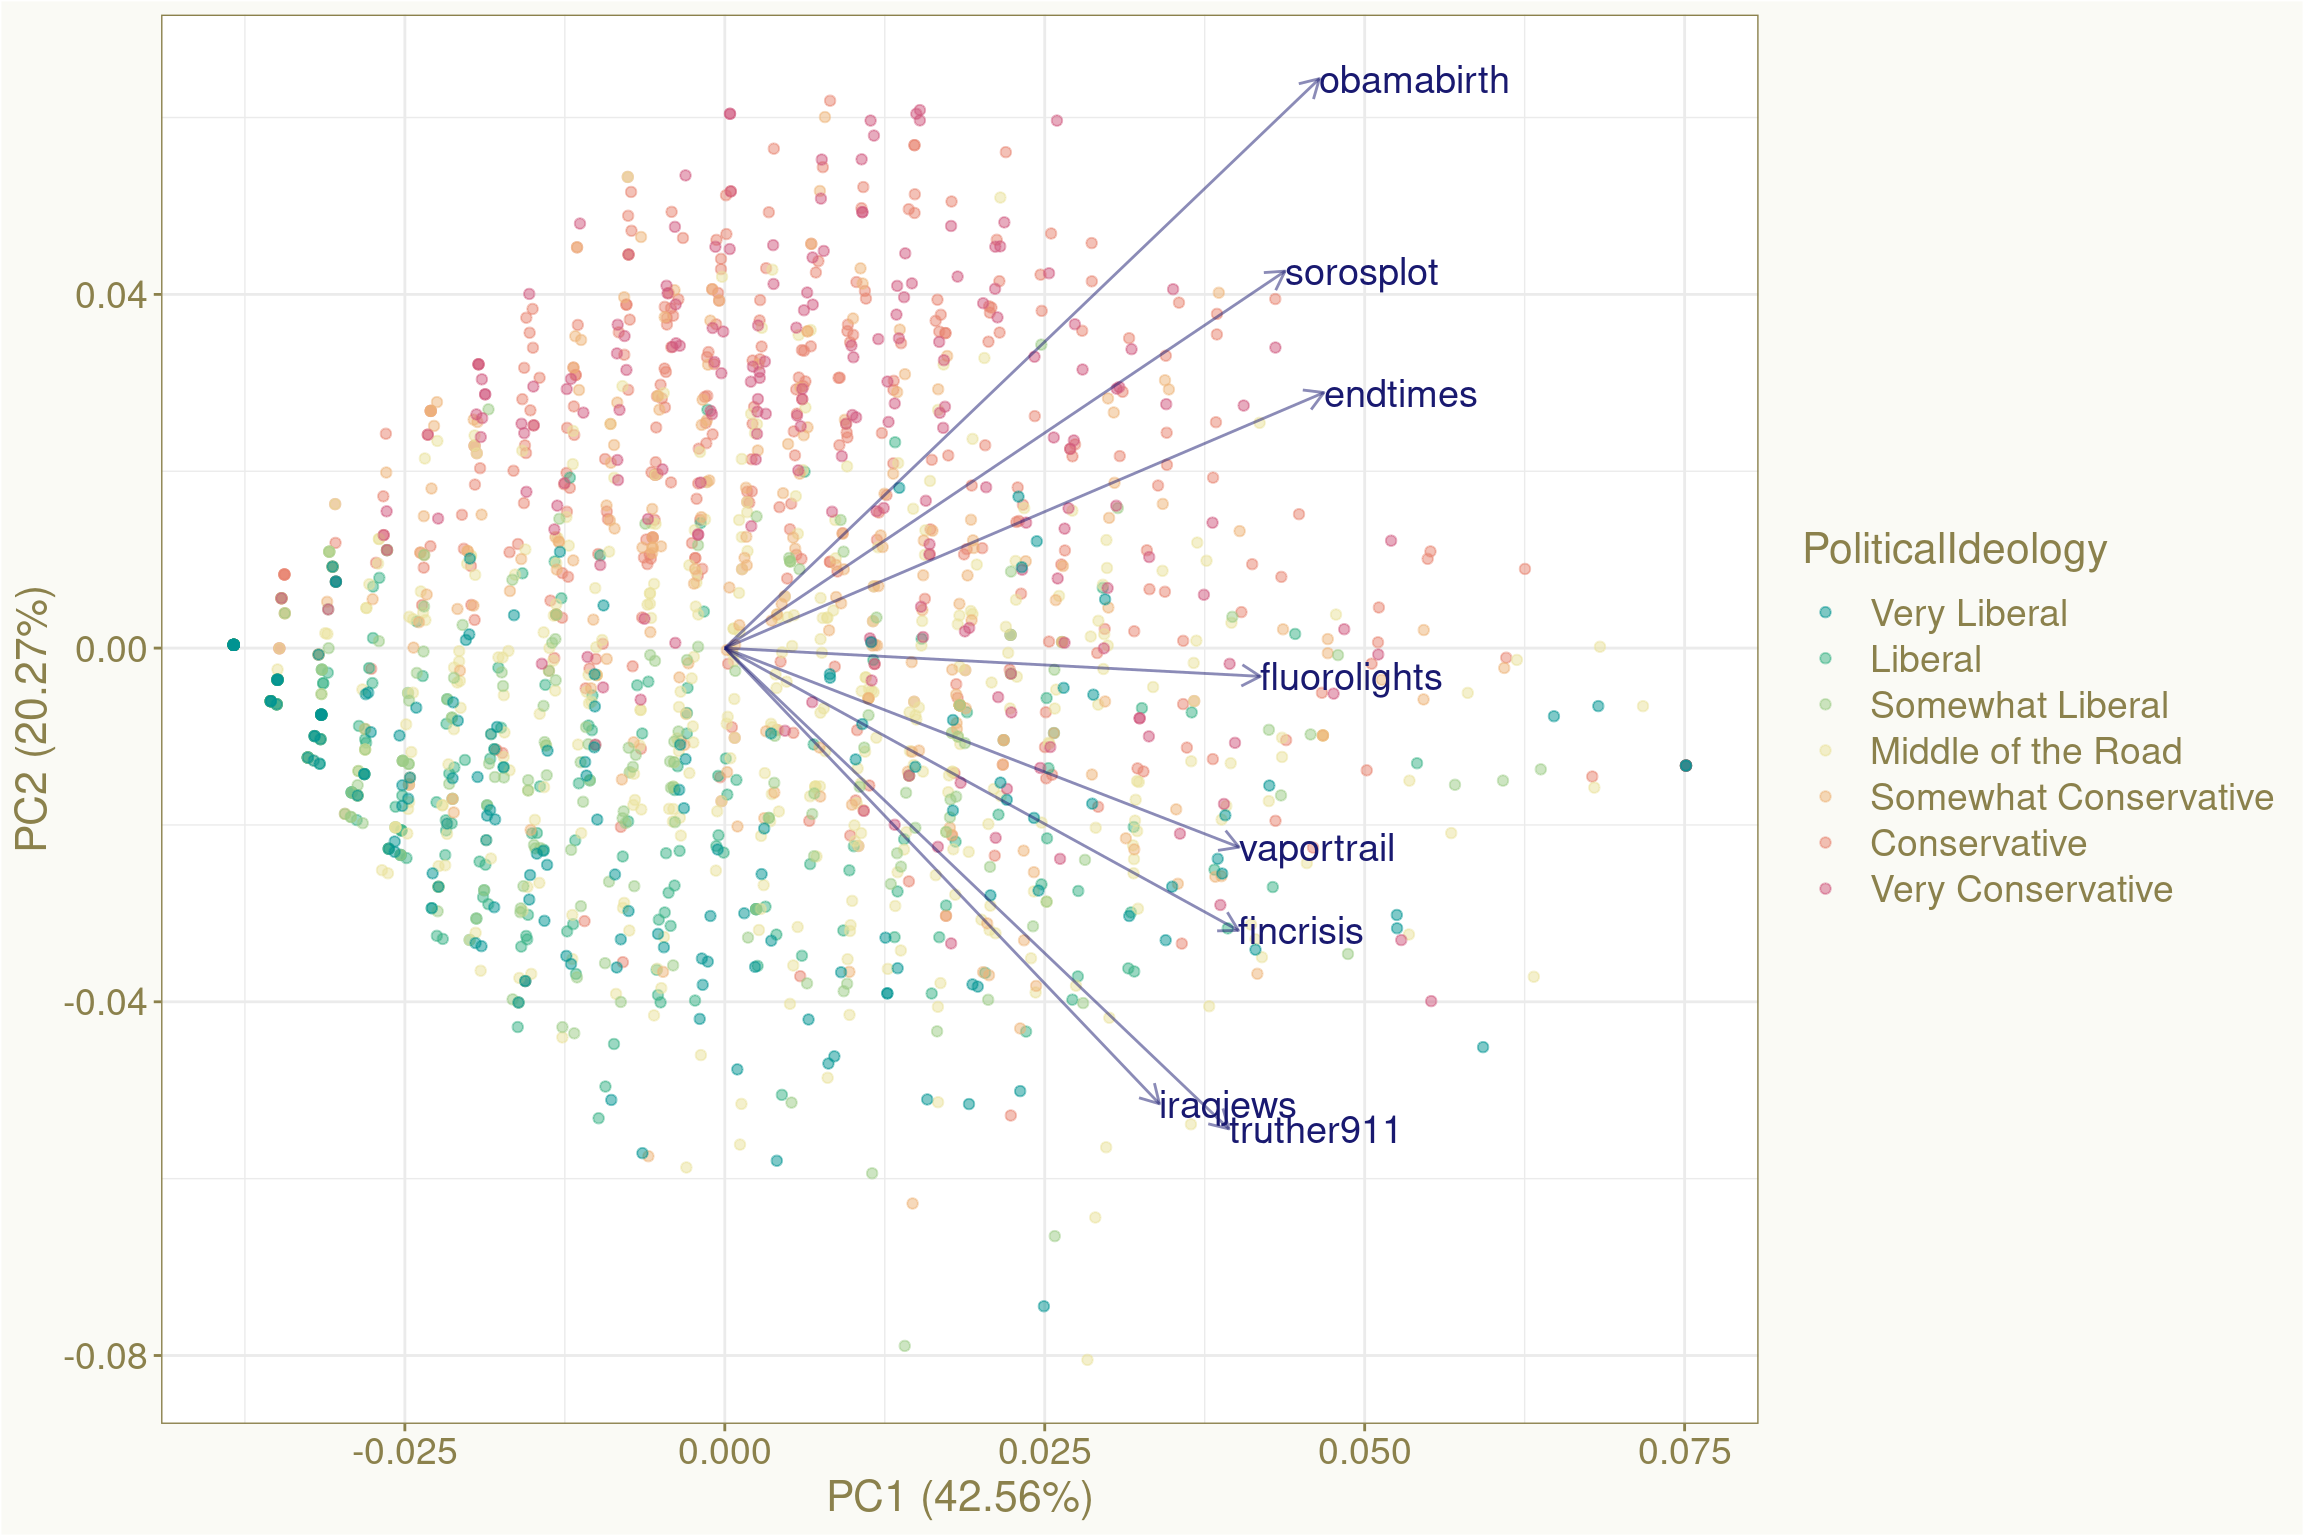 obamabirth
sorosplot
endtimes
fluorolights
vaportrail
fincrisis
iraqjews
truther911
0.04
0.00
-0.04
-0.08
PC2 (20.27%)
-0.025 0.000 0.025 0.050 0.075
PC1 (42.56%)
PoliticalIdeology
Very Liberal
Liberal
Somewhat Liberal
Middle of the Road
Somewhat Conservative
Conservative
Very Conservative